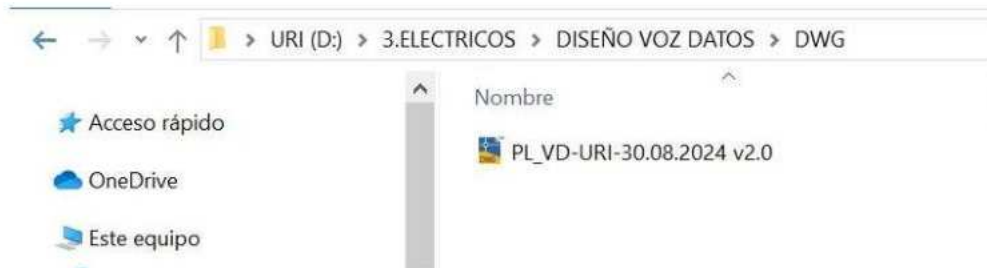 URI (D:) > 3.ELECTRICOS > DISEÑO VOZ DATOS > DWG
Nombre
Acceso rápido
PL_VD-URI-30.08.2024 v2.0
OneDrive
Este equipo